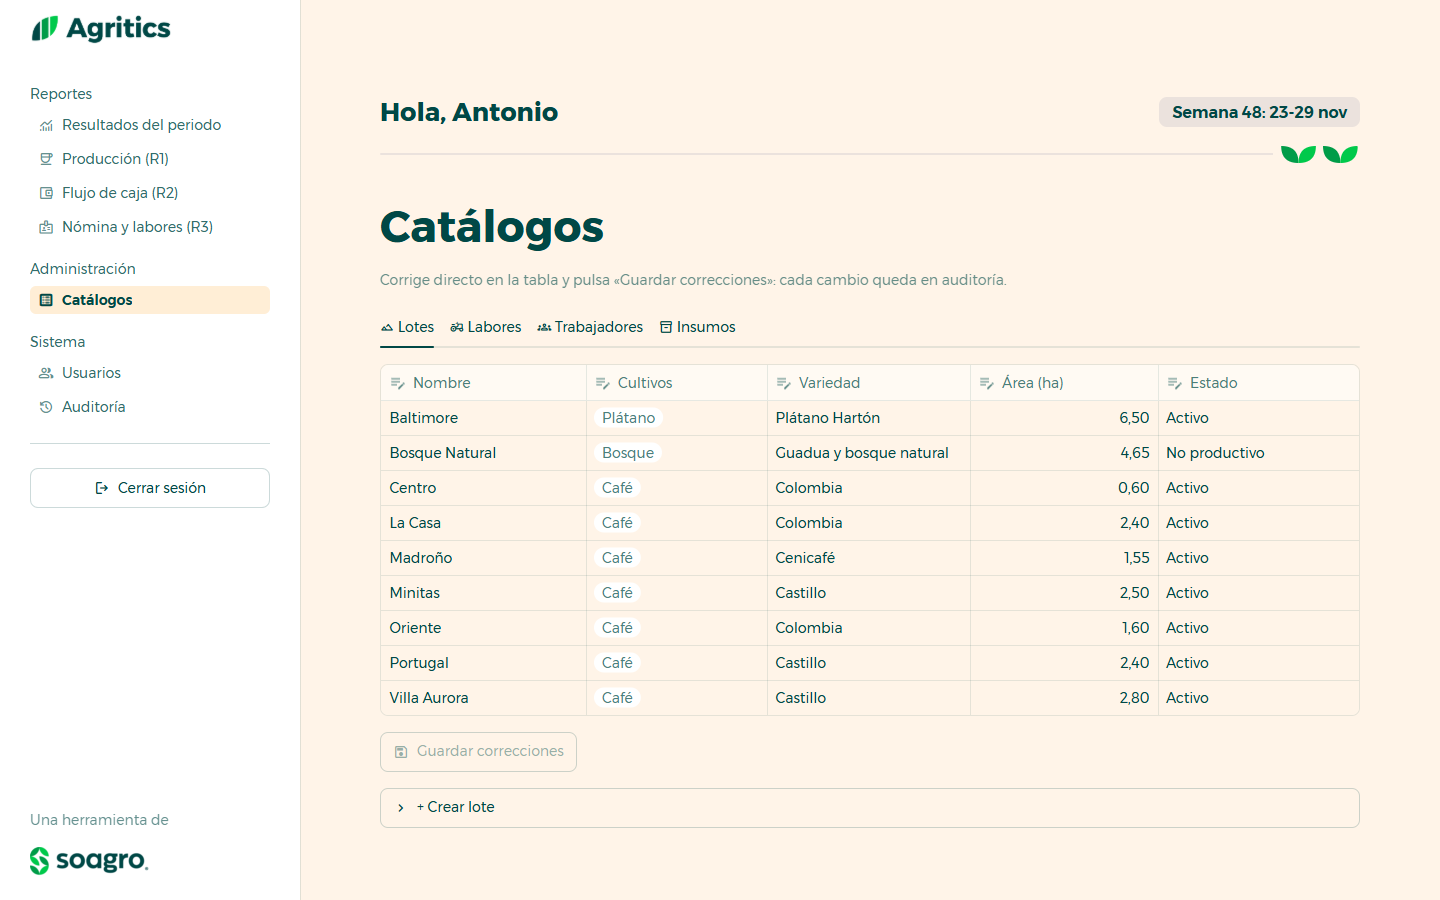 Agritics
Reportes
Resultados del periodo
Producción (R1)
Flujo de caja (R2)
Nómina y labores (R3)
Administración
Catálogos
Sistema
Usuarios
Auditoría
Cerrar sesión
Una herramienta de
soagro.
Hola, Antonio
Semana 48: 23-29 nov
Catálogos
Corrige directo en la tabla y pulsa «Guardar correcciones»: cada cambio queda en auditoría.
Lotes Labores Trabajadores Insumos
Nombre Cultivos Variedad Área (ha) Estado
Baltimore Plátano Plátano Hartón 6,50 Activo
Bosque Natural Bosque Guadua y bosque natural 4,65 No productivo
Centro Café Colombia 0,60 Activo
La Casa Café Colombia 2,40 Activo
Madroño Café Cenicafé 1,55 Activo
Minitas Café Castillo 2,50 Activo
Oriente Café Colombia 1,60 Activo
Portugal Café Castillo 2,40 Activo
Villa Aurora Café Castillo 2,80 Activo
Guardar correcciones
+ Crear lote